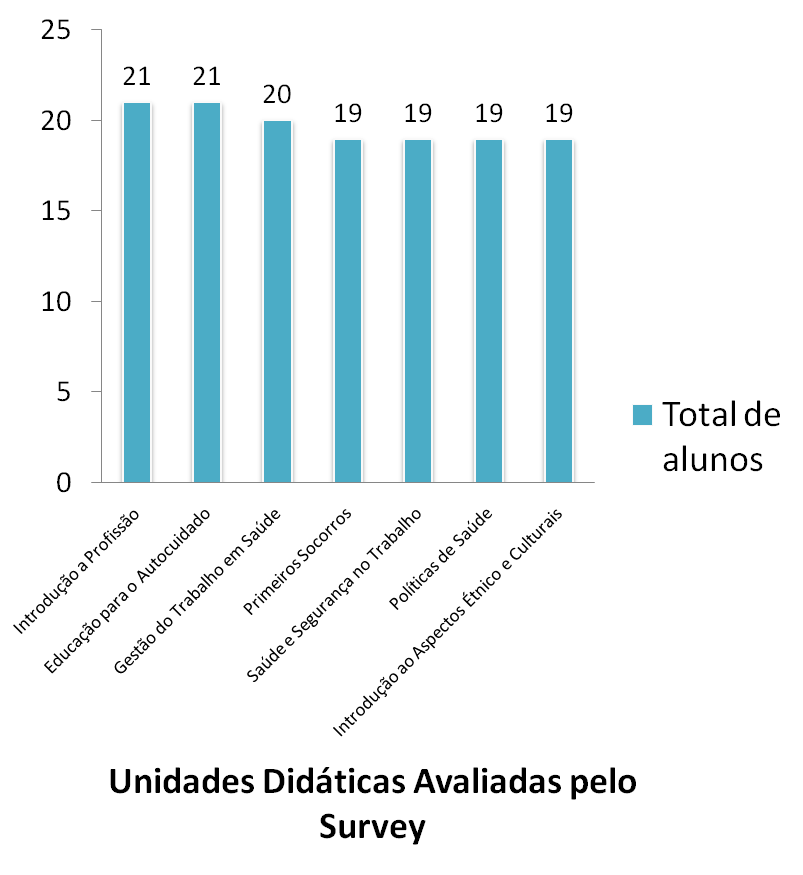 25
20
15
10
5
0
21
21
20
19
19
19
19
Introdução a Profissão
Educação para o Autocuidado
Gestão do Trabalho em Saúde
Primeiros Socorros
Saúde e Segurança no Trabalho
Políticas de Saúde
Introdução ao Aspectos Étnico e Culturais
Total de
alunos
Unidades Didáticas Avaliadas pelo
Survey